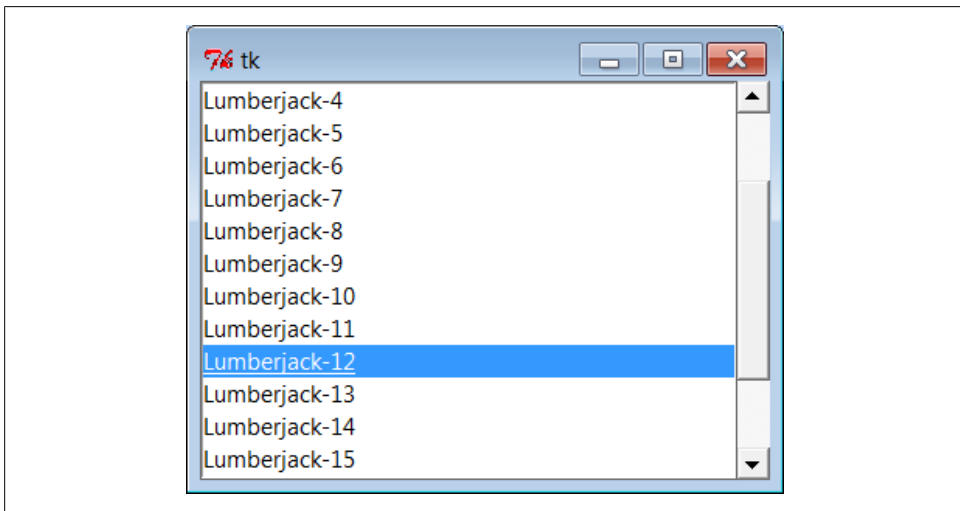 tk
Lumberjack-4
Lumberjack-5
Lumberjack-6
Lumberjack-7
Lumberjack-8
Lumberjack-9
Lumberjack-10
Lumberjack-11
Lumberjack-12
Lumberjack-13
Lumberjack-14
Lumberjack-15